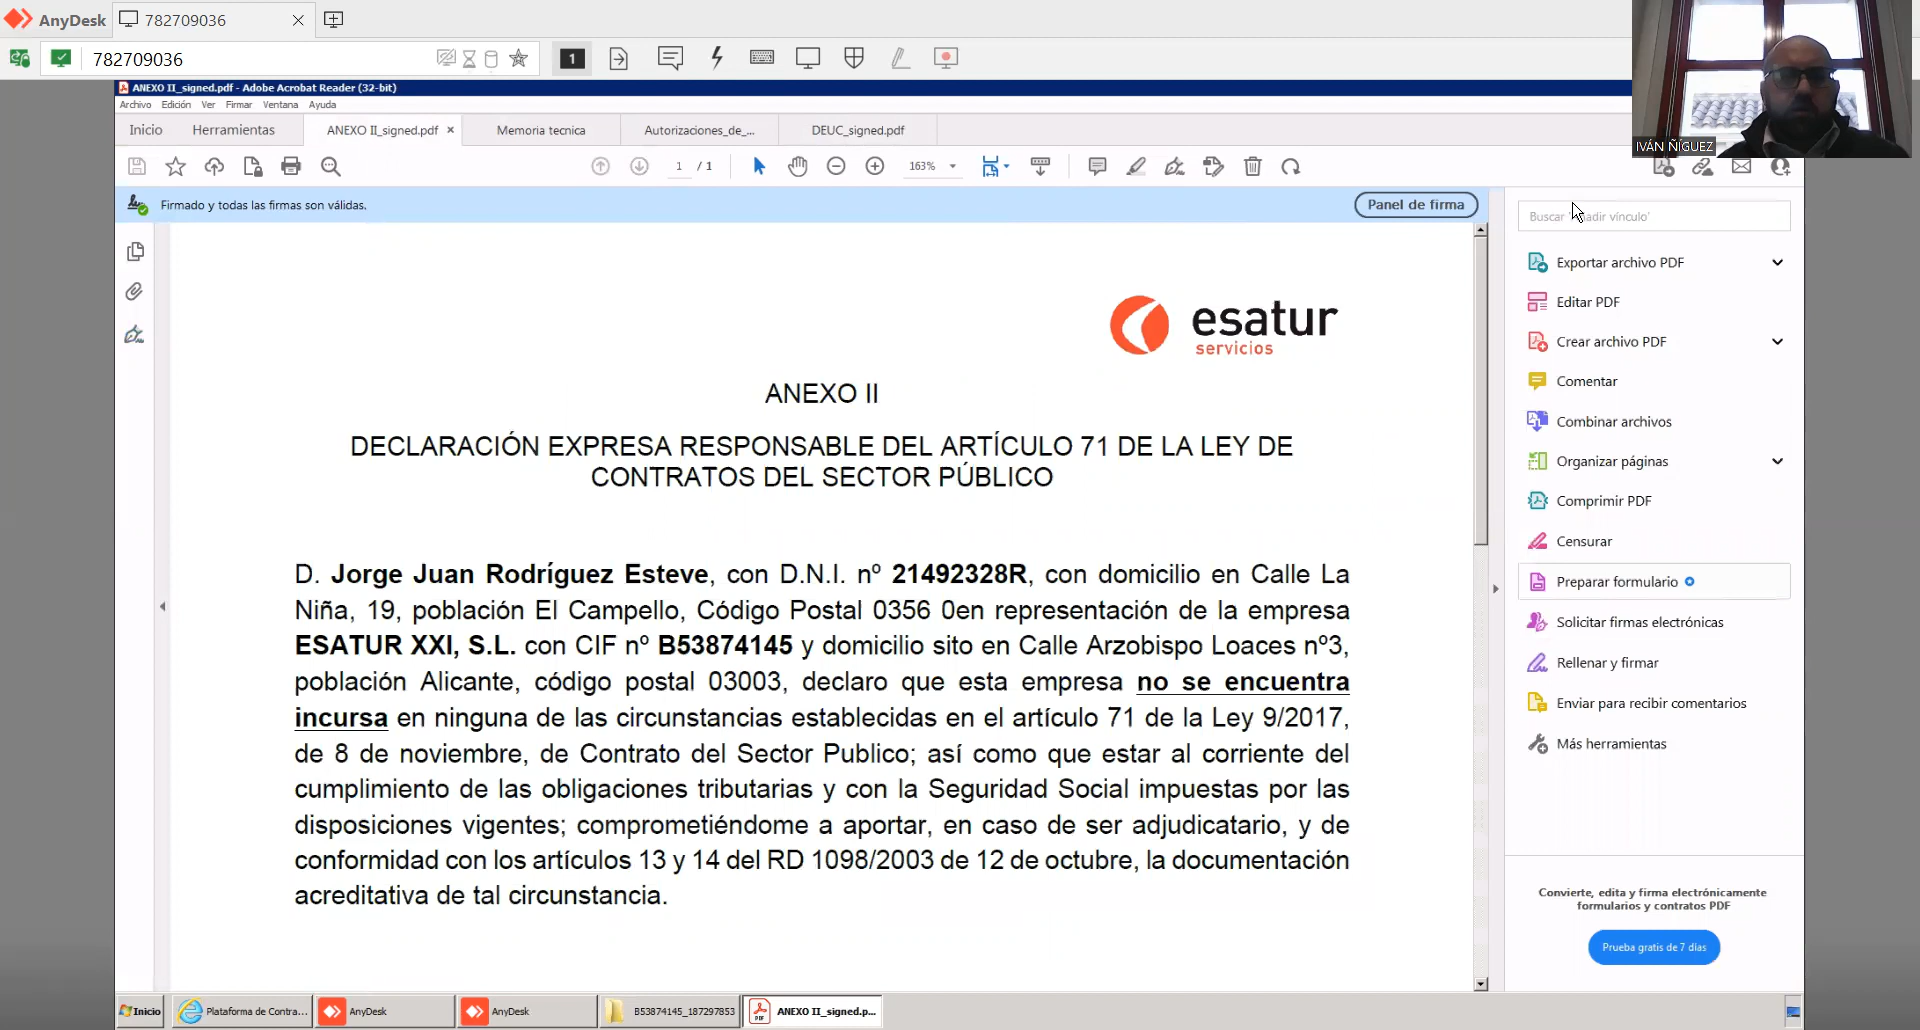 AnyDesk 782709036
782709036
1
IVÁN ÑÍGUEZ
ANEXO II_signed.pdf - Adobe Acrobat Reader (32-bit)
Archivo Edición Ver Firmar Ventana Ayuda
Inicio Herramientas ANEXO II_signed.pdf Memoria tecnica Autorizaciones_de_... DEUC_signed.pdf
1 / 1 163%
Firmado y todas las firmas son válidas. Panel de firma
esatur
servicios
ANEXO II
DECLARACIÓN EXPRESA RESPONSABLE DEL ARTÍCULO 71 DE LA LEY DE
CONTRATOS DEL SECTOR PÚBLICO
D. Jorge Juan Rodríguez Esteve, con D.N.I. nº 21492328R, con domicilio en Calle La
Niña, 19, población El Campello, Código Postal 0356 0en representación de la empresa
ESATUR XXI, S.L. con CIF nº B53874145 y domicilio sito en Calle Arzobispo Loaces nº3,
población Alicante, código postal 03003, declaro que esta empresa no se encuentra
incursa en ninguna de las circunstancias establecidas en el artículo 71 de la Ley 9/2017,
de 8 de noviembre, de Contrato del Sector Publico; así como que estar al corriente del
cumplimiento de las obligaciones tributarias y con la Seguridad Social impuestas por las
disposiciones vigentes; comprometiéndome a aportar, en caso de ser adjudicatario, y de
conformidad con los artículos 13 y 14 del RD 1098/2003 de 12 de octubre, la documentación
acreditativa de tal circunstancia.
Buscar vínculo'
Exportar archivo PDF
Editar PDF
Crear archivo PDF
Comentar
Combinar archivos
Organizar páginas
Comprimir PDF
Censurar
Preparar formulario
Solicitar firmas electrónicas
Rellenar y firmar
Enviar para recibir comentarios
Más herramientas
Convierte, edita y firma electrónicamente
formularios y contratos PDF
Prueba gratis de 7 días
Inicio Plataforma de Contra... AnyDesk AnyDesk B53874145_187297853 ANEXO II_signed.p...